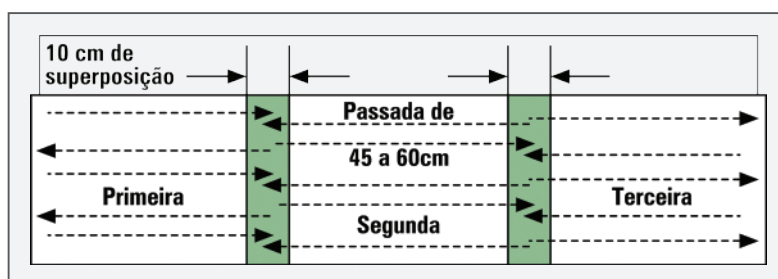 10 cm de
superposição
Passada de
45 a 60cm
Primeira
Segunda
Terceira